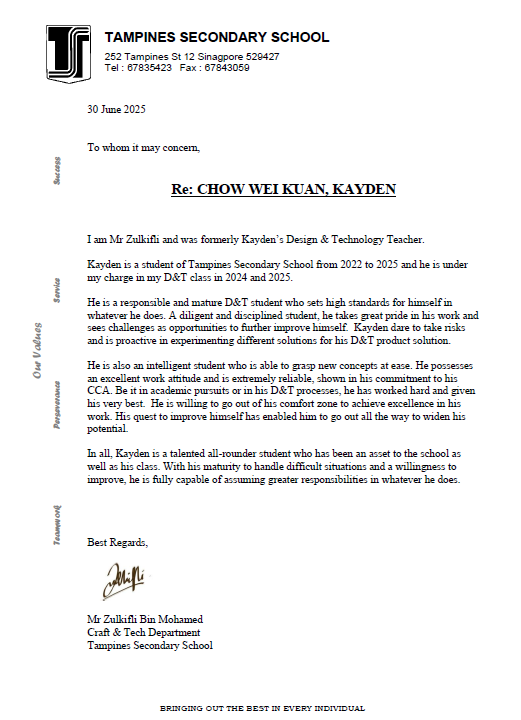 TAMPINES SECONDARY SCHOOL
252 Tampines St 12 Sinagpore 529427
Tel : 67835423 Fax : 67843059
30 June 2025
To whom it may concern,
Re: CHOW WEI KUAN, KAYDEN
I am Mr Zulkifli and was formerly Kayden's Design & Technology Teacher.
Kayden is a student of Tampines Secondary School from 2022 to 2025 and he is under
my charge in my D&T class in 2024 and 2025.
He is a responsible and mature D&T student who sets high standards for himself in
whatever he does. A diligent and disciplined student, he takes great pride in his work and
sees challenges as opportunities to further improve himself. Kayden dare to take risks
and is proactive in experimenting different solutions for his D&T product solution.
He is also an intelligent student who is able to grasp new concepts at ease. He possesses
an excellent work attitude and is extremely reliable, shown in his commitment to his
CCA. Be it in academic pursuits or in his D&T processes, he has worked hard and given
his very best. He is willing to go out of his comfort zone to achieve excellence in his
work. His quest to improve himself has enabled him to go out all the way to widen his
potential.
In all, Kayden is a talented all-rounder student who has been an asset to the school as
well as his class. With his maturity to handle difficult situations and a willingness to
improve, he is fully capable of assuming greater responsibilities in whatever he does.
Best Regards,
Zulkifli
Mr Zulkifli Bin Mohamed
Craft & Tech Department
Tampines Secondary School
Our Values
Success
Service
Perseverance
Teamwork
BRINGING OUT THE BEST IN EVERY INDIVIDUAL